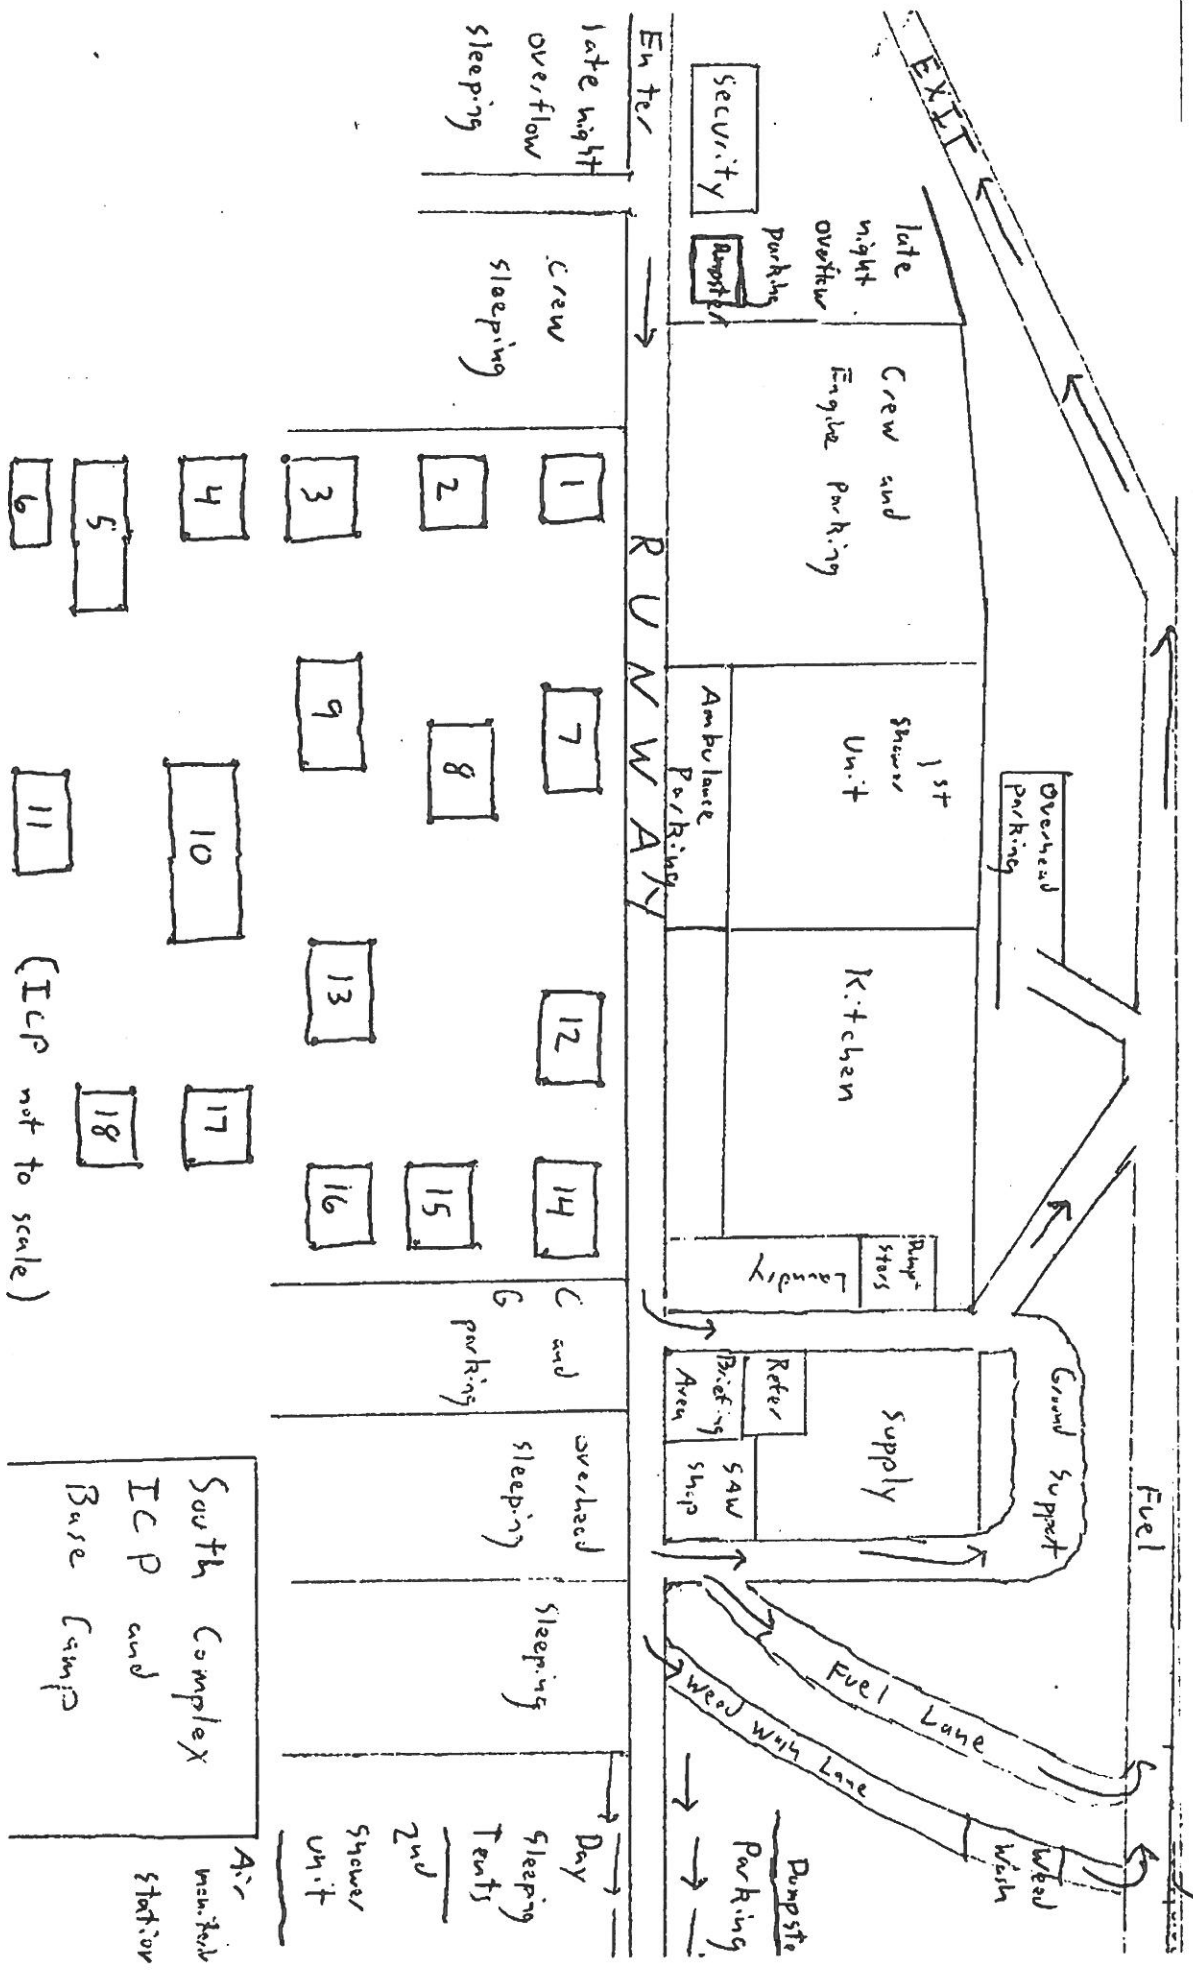 EXIT
Enter
Security
late night
overflow
sleeping
late
night
overflow
parking
Dumpster
Crew
sleeping
Crew and
Engine parking
RUNWAY
1st
shower
Unit
Ambulance
Parking
overhead
parking
Kitchen
Dump-
sters
Laundry
Ground Support
Supply
Refer
Briefing
Area
SAW
shop
Fuel
Fuel Lane
Weed Wash Lane
Weed
Wash
Dumpste
Parking
1
2
3
4
5
6
7
8
9
10
11
12
13
14
15
16
17
18
(ICP not to scale)
C and
G
parking
overhead
sleeping
sleeping
Day
sleeping
Tents
2nd
shower
unit
Air
station
South Complex
ICP and
Base Camp